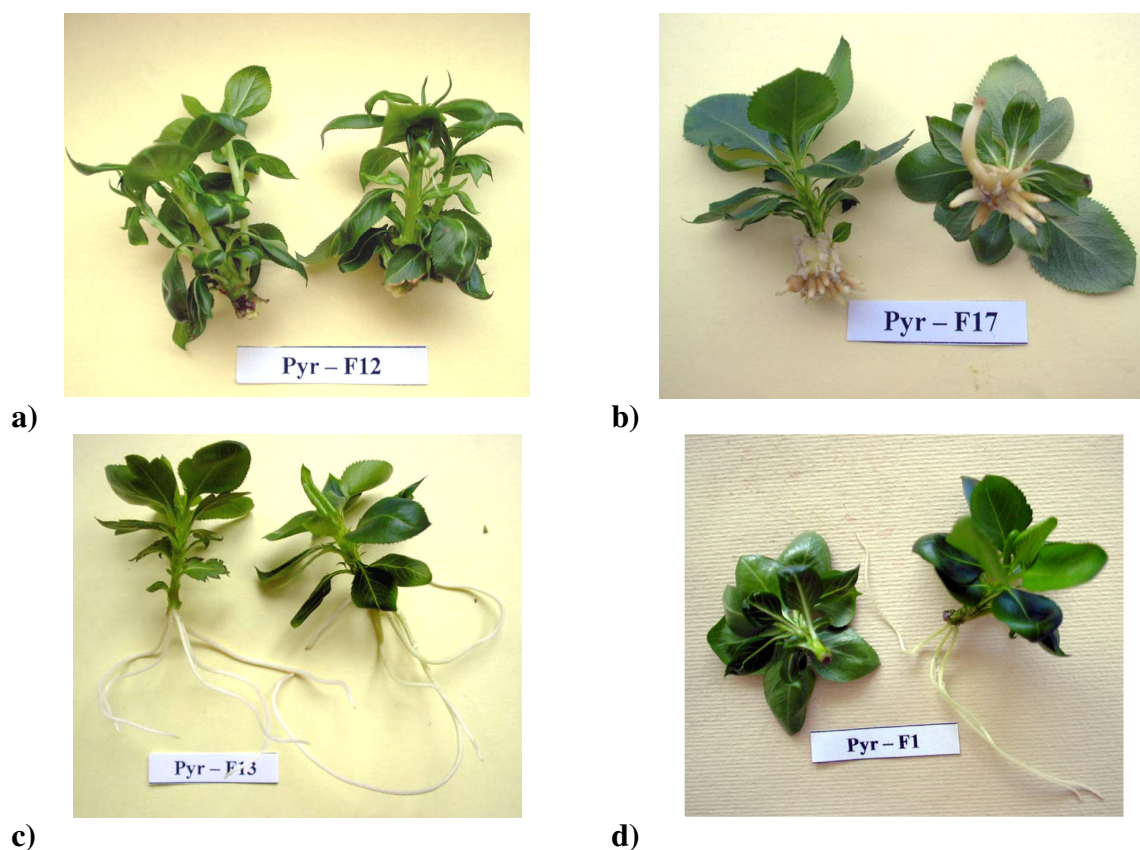 Pyr – F12
Pyr – F17
a)
b)
Pyr – F13
Pyr – F1
c)
d)